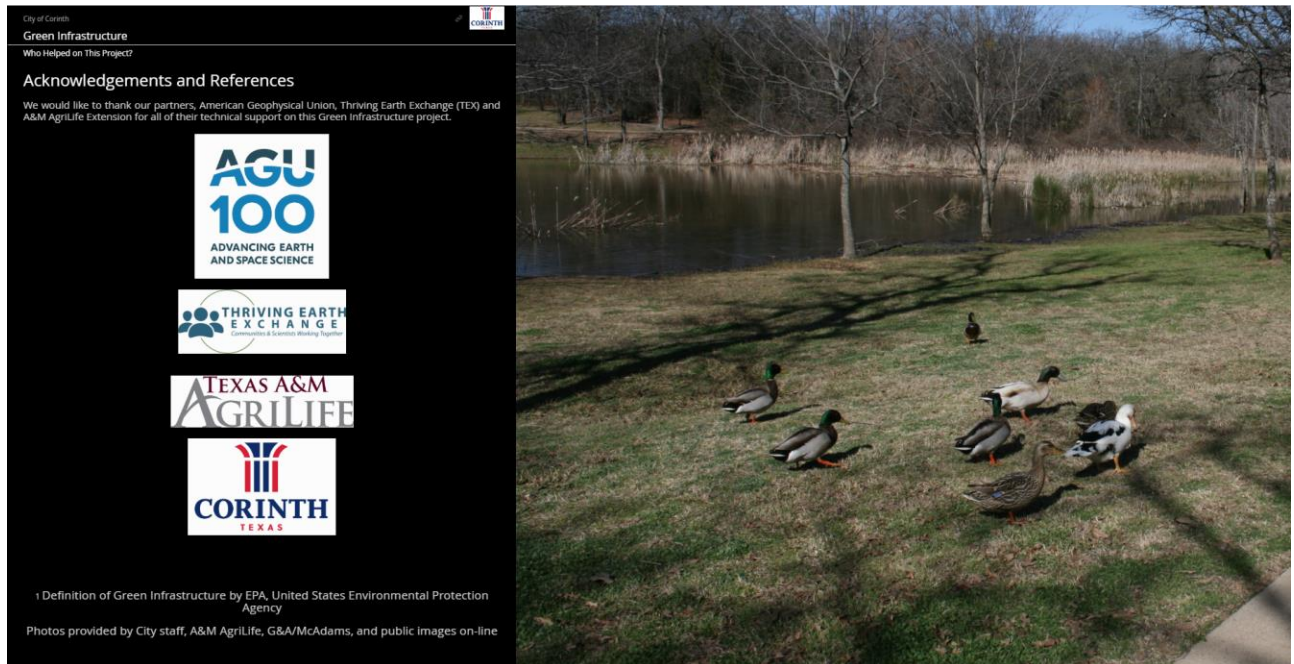 City of Corinth
CORINTH
TEXAS
Green Infrastructure
Who Helped on This Project?
Acknowledgements and References
We would like to thank our partners, American Geophysical Union, Thriving Earth Exchange (TEX) and
A&M AgriLife Extension for all of their technical support on this Green Infrastructure project.
AGU
100
ADVANCING EARTH
AND SPACE SCIENCE
THRIVING EARTH
EXCHANGE
Communities & Scientists Working Together
TEXAS A&M
AGRILIFE
CORINTH
TEXAS
1 Definition of Green Infrastructure by EPA, United States Environmental Protection
Agency
Photos provided by City staff, A&M AgriLife, G&A/McAdams, and public images on-line